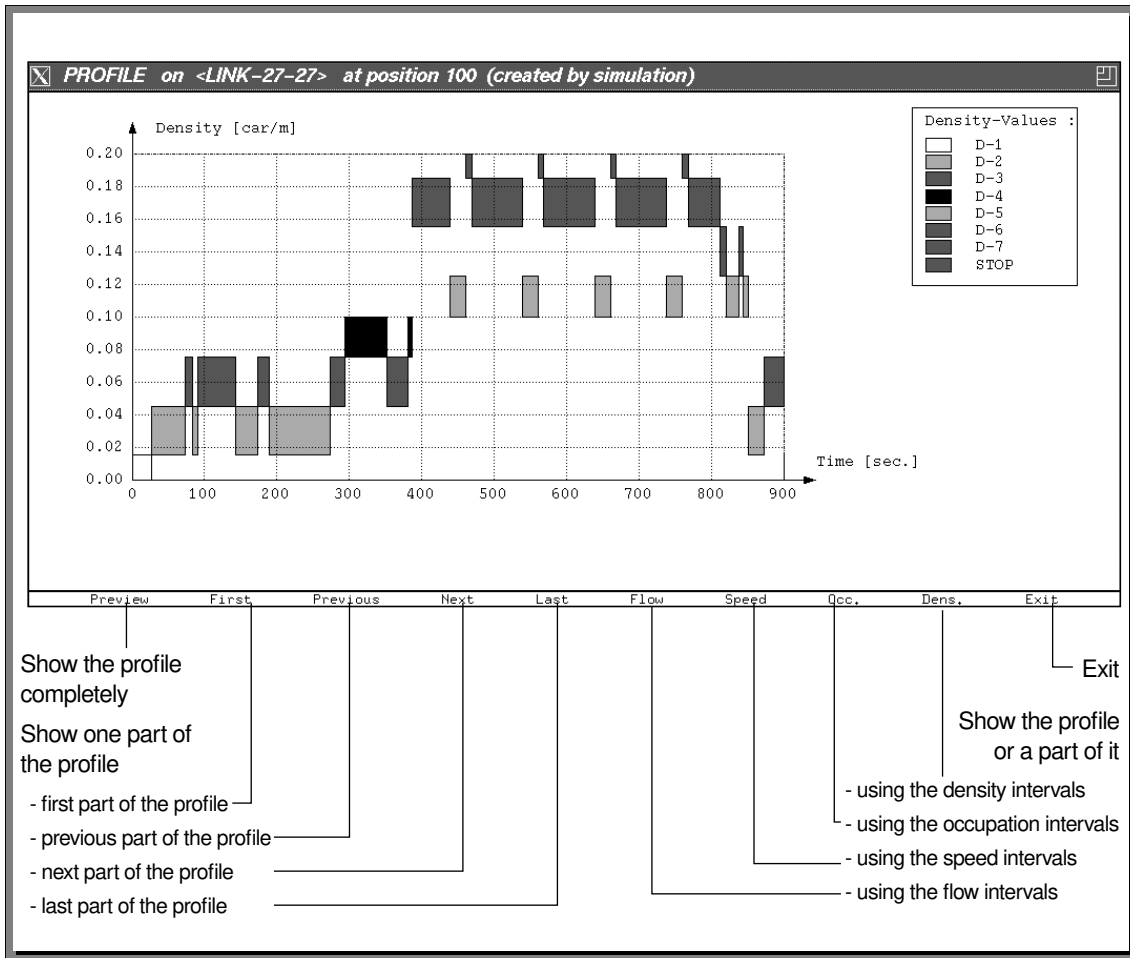 PROFILE on <LINK-27-27> at position 100 (created by simulation)
Density [car/m]
0.20
0.18
0.16
0.14
0.12
0.10
0.08
0.06
0.04
0.02
0.00
0 100 200 300 400 500 600 700 800 900
Time [sec.]
Density-Values :
D-1
D-2
D-3
D-4
D-5
D-6
D-7
STOP
Preview First Previous Next Last Flow Speed Occ. Dens. Exit
Show the profile
completely
Show one part of
the profile
- first part of the profile
- previous part of the profile
- next part of the profile
- last part of the profile
Exit
Show the profile
or a part of it
- using the density intervals
- using the occupation intervals
- using the speed intervals
- using the flow intervals